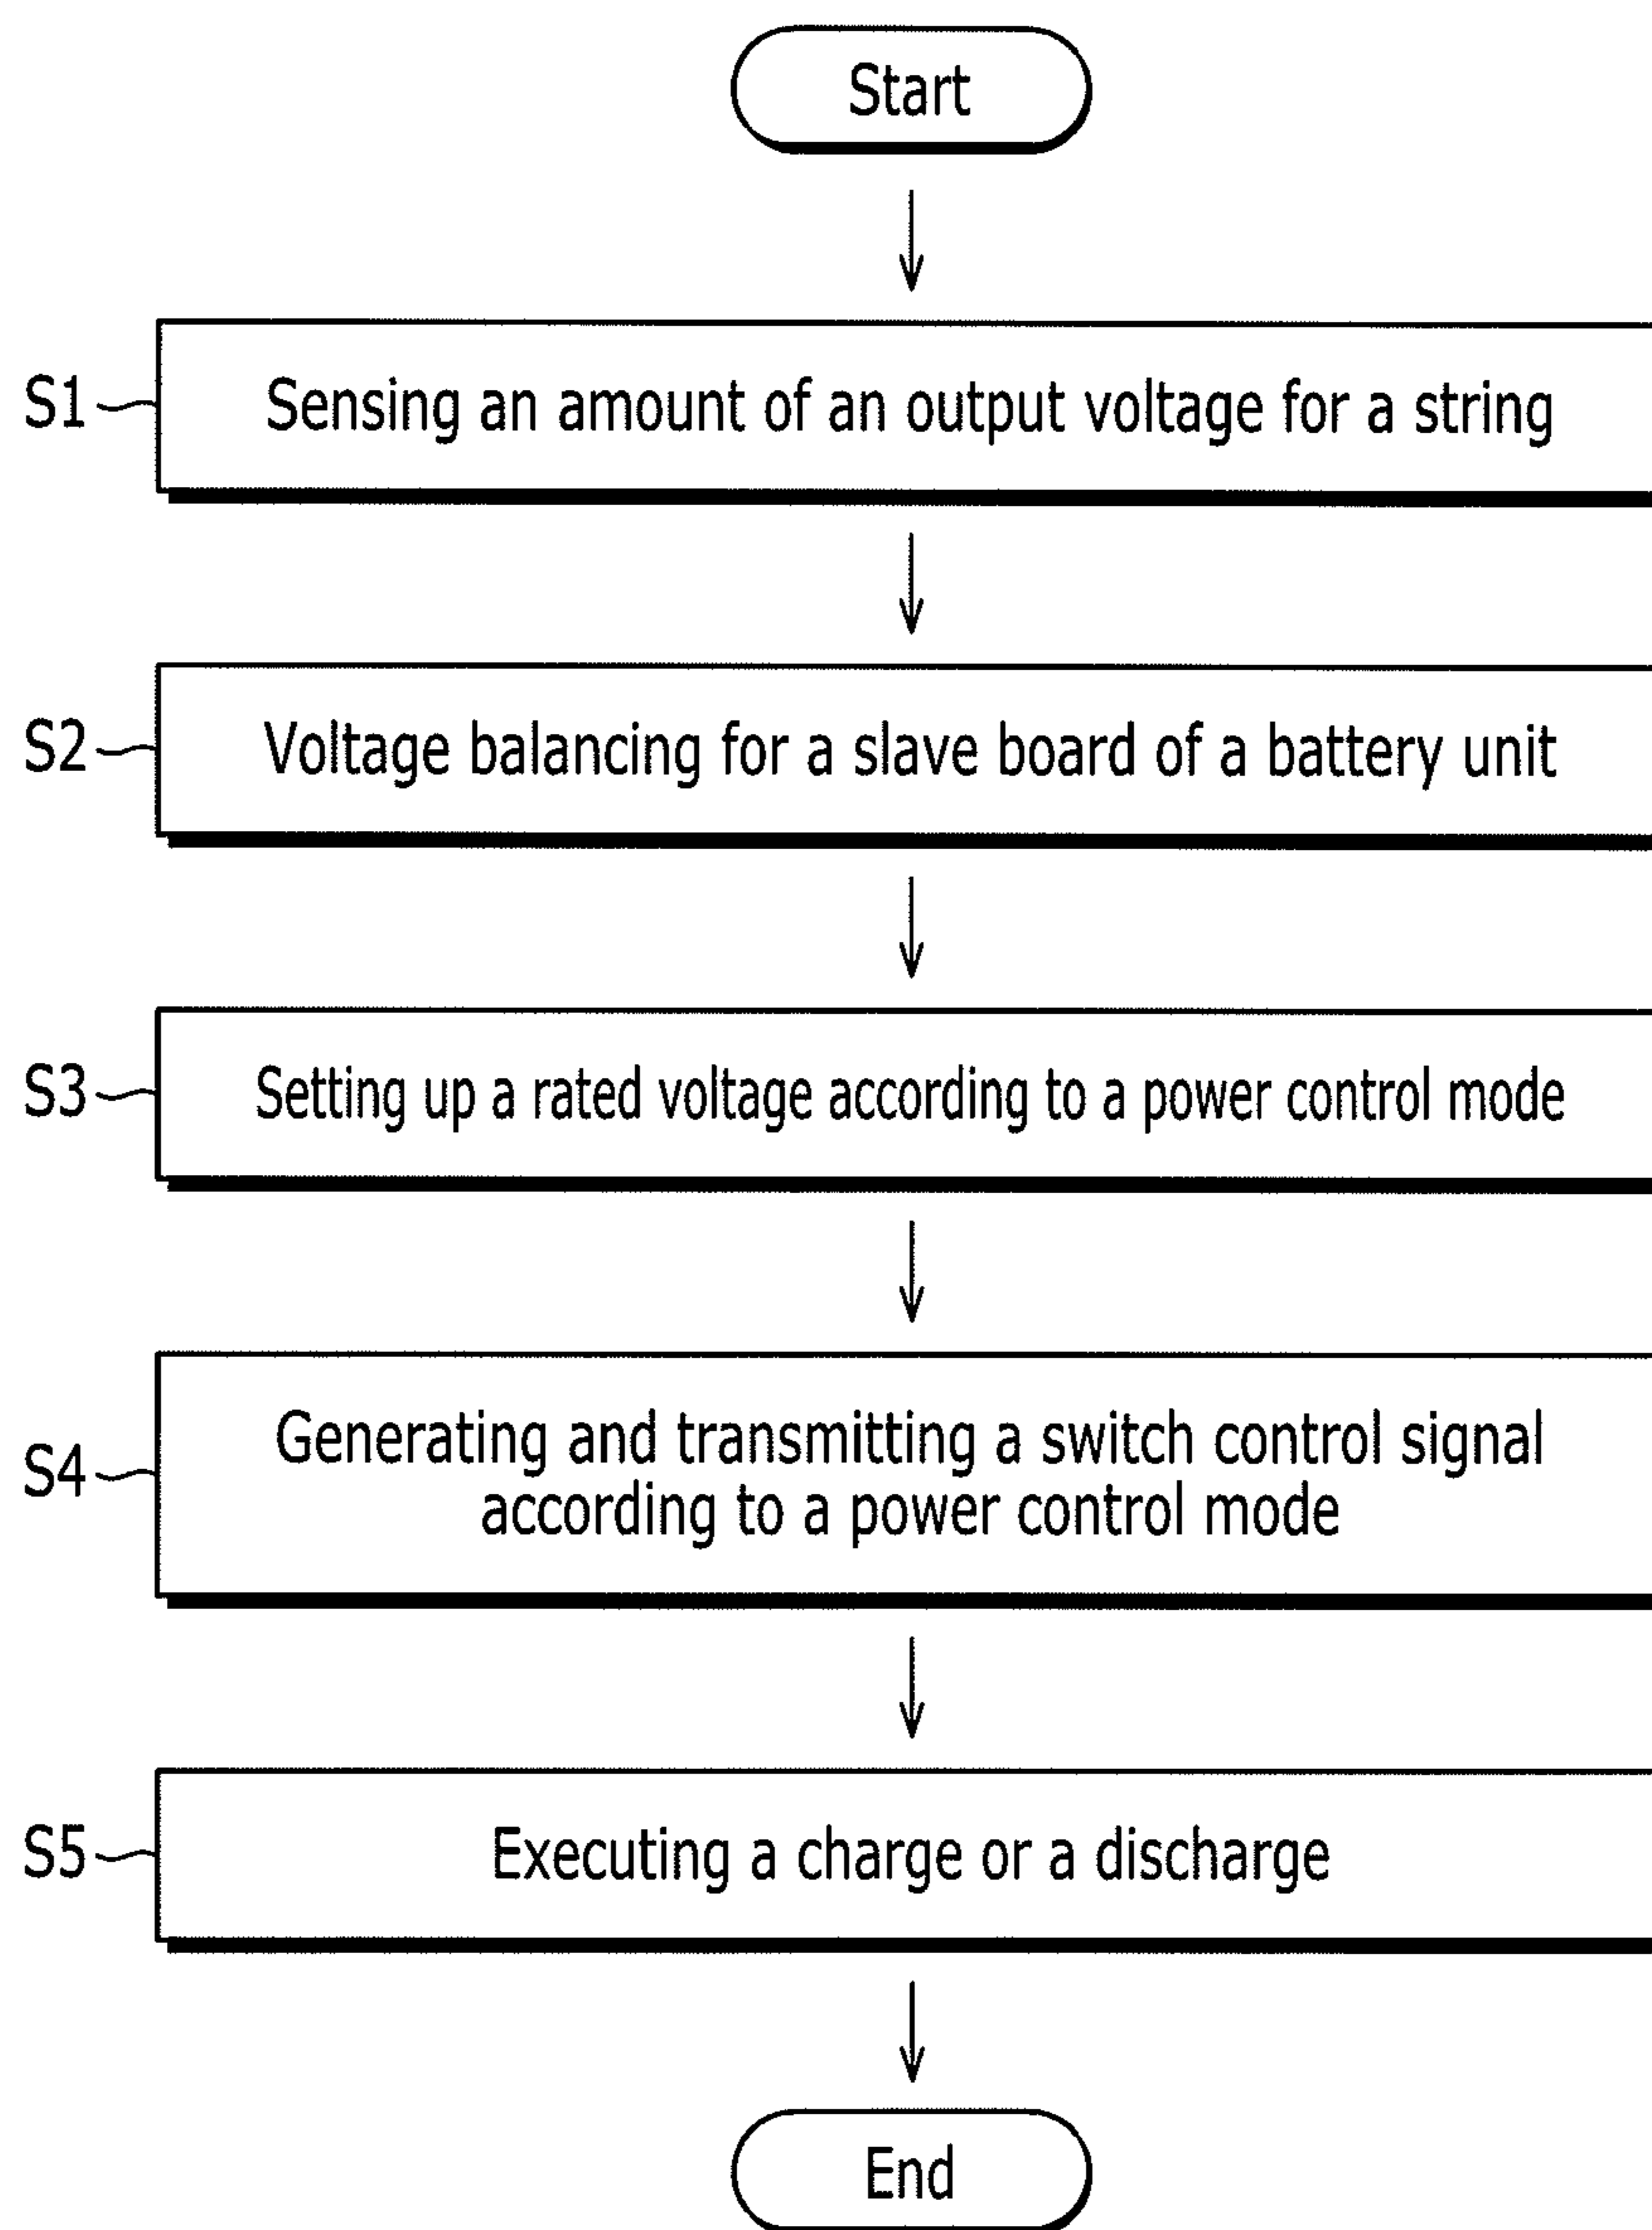 Start
S1
Sensing an amount of an output voltage for a string
S2
Voltage balancing for a slave board of a battery unit
S3
Setting up a rated voltage according to a power control mode
S4
Generating and transmitting a switch control signal
according to a power control mode
S5
Executing a charge or a discharge
End